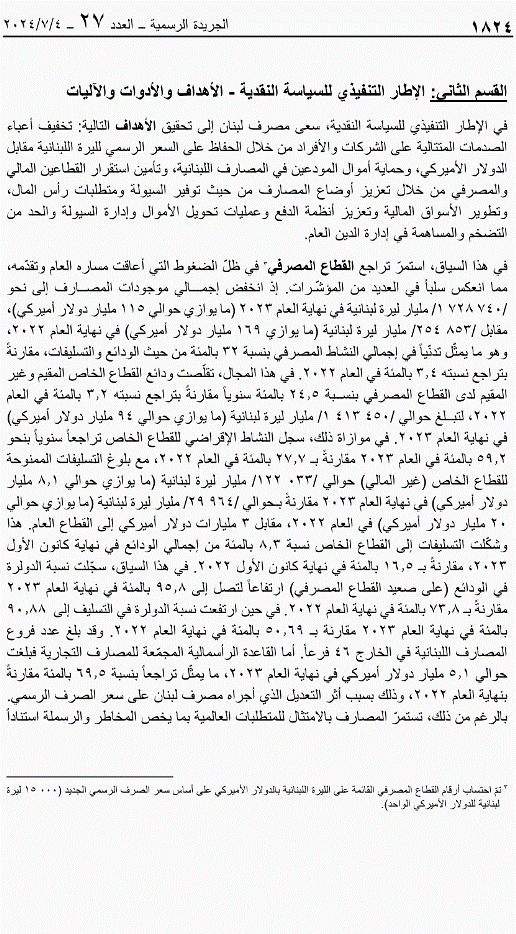 ١٨٢٤ الجريدة الرسمية – العدد ٢٧ – ٢٠٢٤/٧/٤
القسم الثاني: الإطار التنفيذي للسياسة النقدية - الأهداف والأدوات والآليات
في الإطار التنفيذي للسياسة النقدية، سعى مصرف لبنان إلى تحقيق الأهداف التالية: تخفيف أعباء
الصدمات المتتالية على الشركات والأفراد من خلال الحفاظ على السعر الرسمي لليرة اللبنانية مقابل
الدولار الأميركي، وحماية أموال المودعين في المصارف اللبنانية، وتأمين استقرار القطاعين المالي
والمصرفي من خلال تعزيز أوضاع المصارف من حيث توفير السيولة ومتطلبات رأس المال،
وتطوير الأسواق المالية وتعزيز أنظمة الدفع وعمليات تحويل الأموال وإدارة السيولة والحد من
التضخم والمساهمة في إدارة الدين العام.
في هذا السياق، استمرّ تراجع القطاع المصرفي٣ في ظلّ الضغوط التي أعاقت مساره العام وتقدّمه،
مما انعكس سلباً في العديد من المؤشّرات. إذ انخفض إجمالي موجودات المصارف إلى نحو
/٧٤٠ ٧٢٨ ١/ مليار ليرة لبنانية في نهاية العام ٢٠٢٣ (ما يوازي حوالي ١١٥ مليار دولار أميركي)،
مقابل /٨٥٣ ٢٥٤/ مليار ليرة لبنانية (ما يوازي ١٦٩ مليار دولار أميركي) في نهاية العام ٢٠٢٢،
وهو ما يمثّل تدنّياً في إجمالي النشاط المصرفي بنسبة ٣٢ بالمئة من حيث الودائع والتسليفات، مقارنةً
بتراجع نسبته ٣,٤ بالمئة في العام ٢٠٢٢. في هذا المجال، تقلّصت ودائع القطاع الخاص المقيم وغير
المقيم لدى القطاع المصرفي بنسبة ٢٤,٥ بالمئة سنوياً مقارنةً بتراجع نسبته ٣,٢ بالمئة في العام
٢٠٢٢، لتبلغ حوالي /٤٥٠ ٤١٣ ١/ مليار ليرة لبنانية (ما يوازي حوالي ٩٤ مليار دولار أميركي)
في نهاية العام ٢٠٢٣. في موازاة ذلك، سجل النشاط الإقراضي للقطاع الخاص تراجعاً سنوياً بنحو
٥٩,٢ بالمئة في العام ٢٠٢٣ مقارنةً بـ ٢٧,٧ بالمئة في العام ٢٠٢٢، مع بلوغ التسليفات الممنوحة
للقطاع الخاص (غير المالي) حوالي /٠٣٣ ١٢٢/ مليار ليرة لبنانية (ما يوازي حوالي ٨,١ مليار
دولار أميركي) في نهاية العام ٢٠٢٣ مقارنةً بـحوالي /٩٦٤ ٢٩/ مليار ليرة لبنانية (ما يوازي حوالي
٢٠ مليار دولار أميركي) في العام ٢٠٢٢، مقابل ٣ مليارات دولار أميركي إلى القطاع العام. هذا
وشكّلت التسليفات إلى القطاع الخاص نسبة ٨,٣ بالمئة من إجمالي الودائع في نهاية كانون الأول
٢٠٢٣، مقارنةً بـ ١٦,٥ بالمئة في نهاية كانون الأول ٢٠٢٢. في هذا السياق، سجّلت نسبة الدولرة
في الودائع (على صعيد القطاع المصرفي) ارتفاعاً لتصل إلى ٩٥,٨ بالمئة في نهاية العام ٢٠٢٣
مقارنةً بـ ٧٣,٨ بالمئة في نهاية العام ٢٠٢٢. في حين ارتفعت نسبة الدولرة في التسليف إلى ٩٠,٨٨
بالمئة في نهاية العام ٢٠٢٣ مقارنة بـ ٥٠,٦٩ بالمئة في نهاية العام ٢٠٢٢. وقد بلغ عدد فروع
المصارف اللبنانية في الخارج ٤٦ فرعاً. أما القاعدة الرأسمالية المجمّعة للمصارف التجارية فبلغت
حوالي ٥,١ مليار دولار أميركي في نهاية العام ٢٠٢٣، ما يمثّل تراجعاً بنسبة ٦٩,٥ بالمئة مقارنةً
بنهاية العام ٢٠٢٢، وذلك بسبب أثر التعديل الذي أجراه مصرف لبنان على سعر الصرف الرسمي.
بالرغم من ذلك، تستمرّ المصارف بالامتثال للمتطلبات العالمية بما يخص المخاطر والرسملة استناداً
٣ تمّ احتساب أرقام القطاع المصرفي القائمة على الليرة اللبنانية بالدولار الأميركي على أساس سعر الصرف الرسمي الجديد (٠٠٠ ١٥ ليرة
لبنانية للدولار الأميركي الواحد).